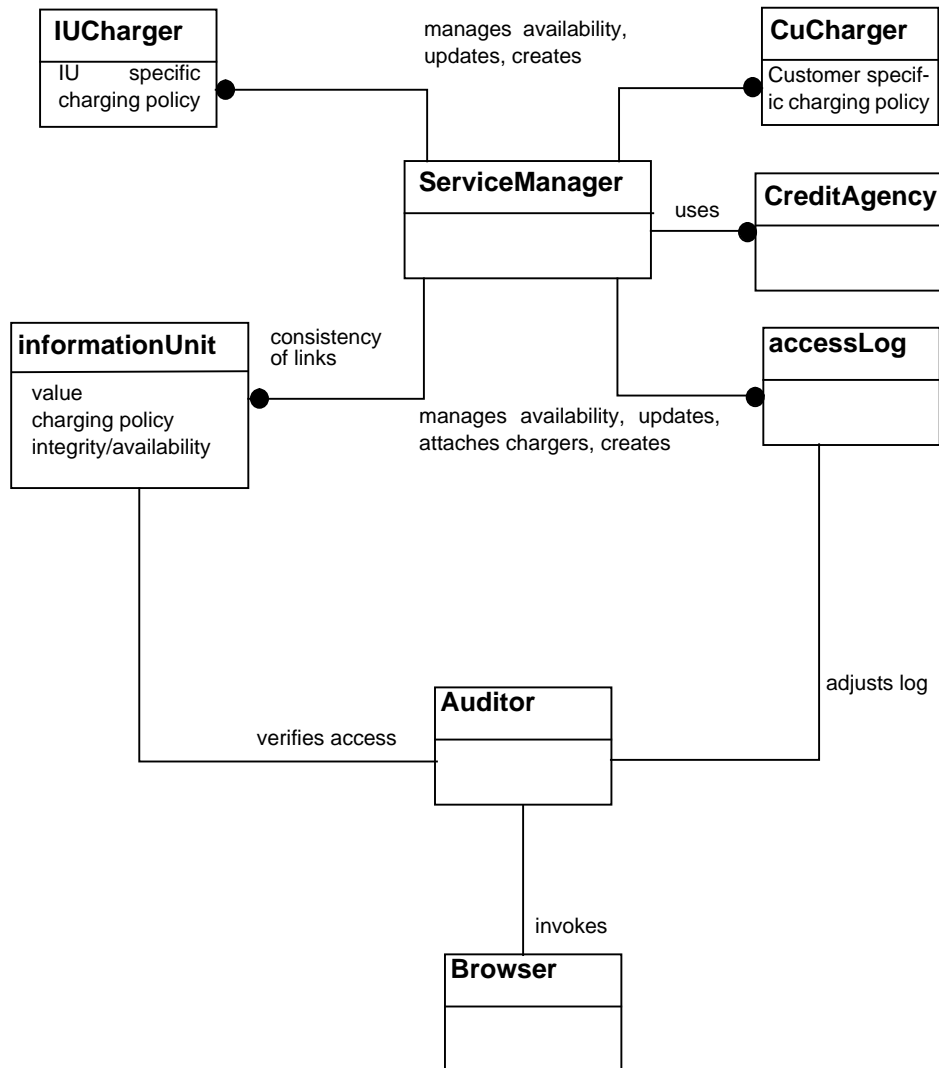 IUCharger
IU specific
charging policy
manages availability,
updates, creates
CuCharger
Customer specif-
ic charging policy
ServiceManager
uses
CreditAgency
informationUnit
value
charging policy
integrity/availability
consistency
of links
accessLog
manages availability, updates,
attaches chargers, creates
adjusts log
Auditor
verifies access
invokes
Browser